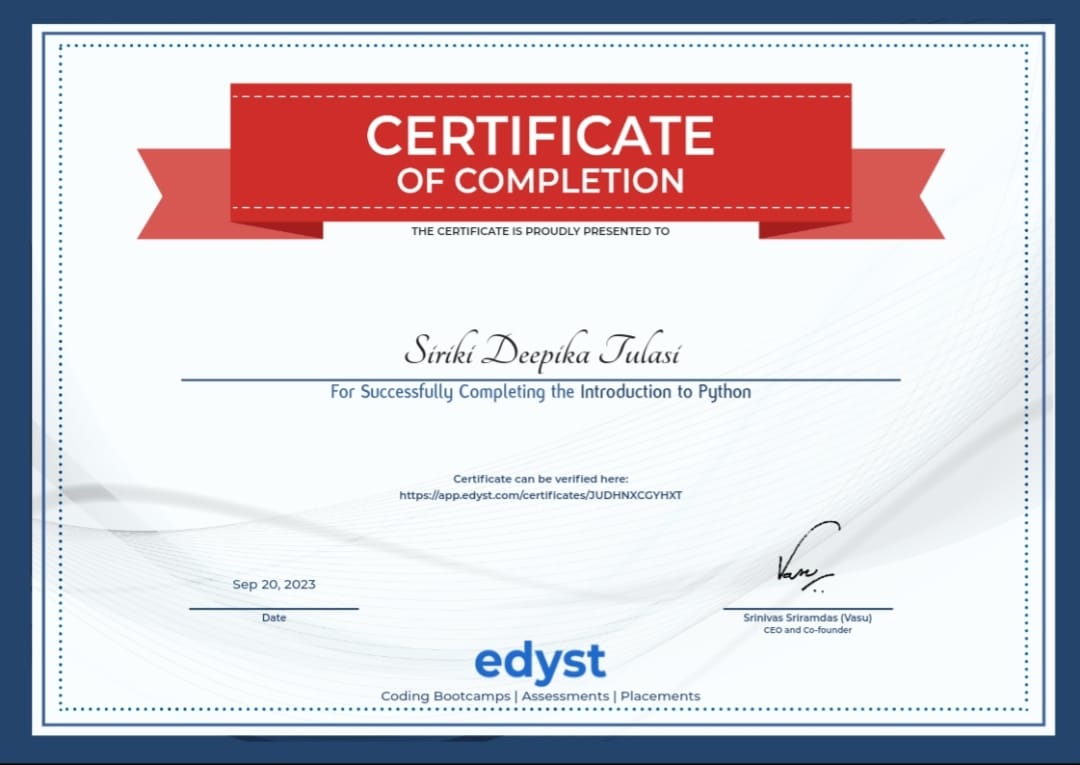 CERTIFICATE
OF COMPLETION
THE CERTIFICATE IS PROUDLY PRESENTED TO
Siriki Deepika Tulasi
For Successfully Completing the Introduction to Python
Certificate can be verified here:
https://app.edyst.com/certificates/JUDHNXCGYHXT
Sep 20, 2023
Date
Vasu
Srinivas Sriramdas (Vasu)
CEO and Co-founder
edyst
Coding Bootcamps | Assessments | Placements